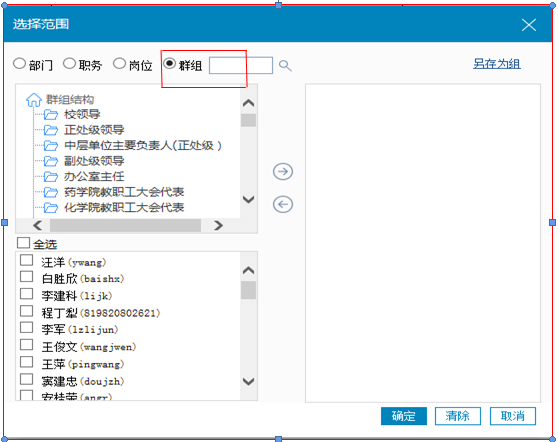 选择范围
部门 职务 岗位 群组 另存为组
群组结构
校领导
正处级领导
中层单位主要负责人(正处级）
副处级领导
办公室主任
药学院教职工大会代表
化学院教职工大会代表
全选
汪洋(ywang)
白胜欣(baishx)
李建科(lijk)
程丁犁(819820802621)
李军(lzlijun)
王俊文(wangjwen)
王萍(pingwang)
窦建忠(doujzh)
安桂荣(angr)
确定 清除 取消